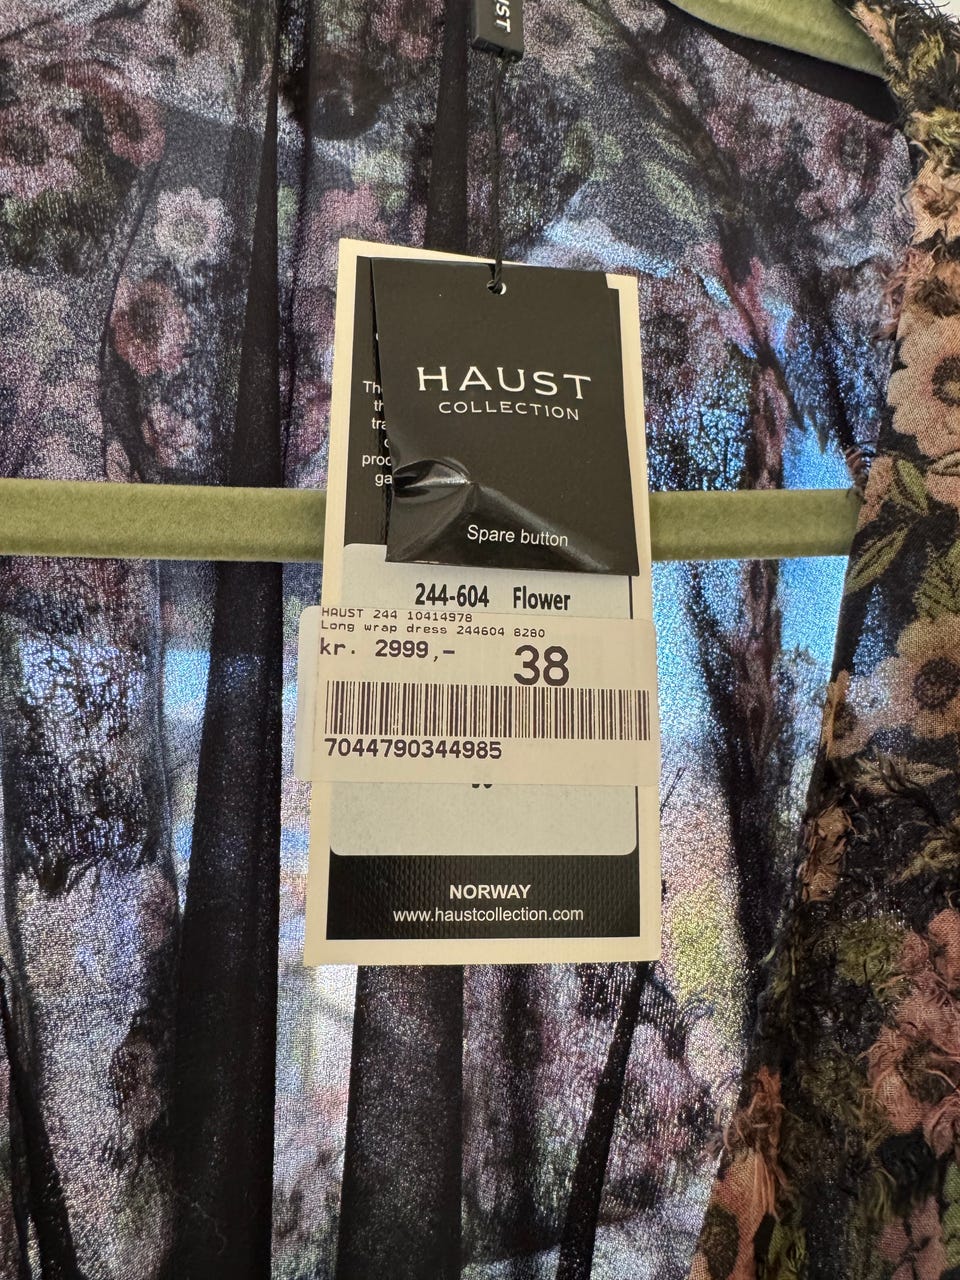 UST
HAUST
COLLECTION
Spare button
244-604 Flower
HAUST 244 10414978
Long wrap dress 244604 8280
kr. 2999,- 38
7044790344985
NORWAY
www.haustcollection.com